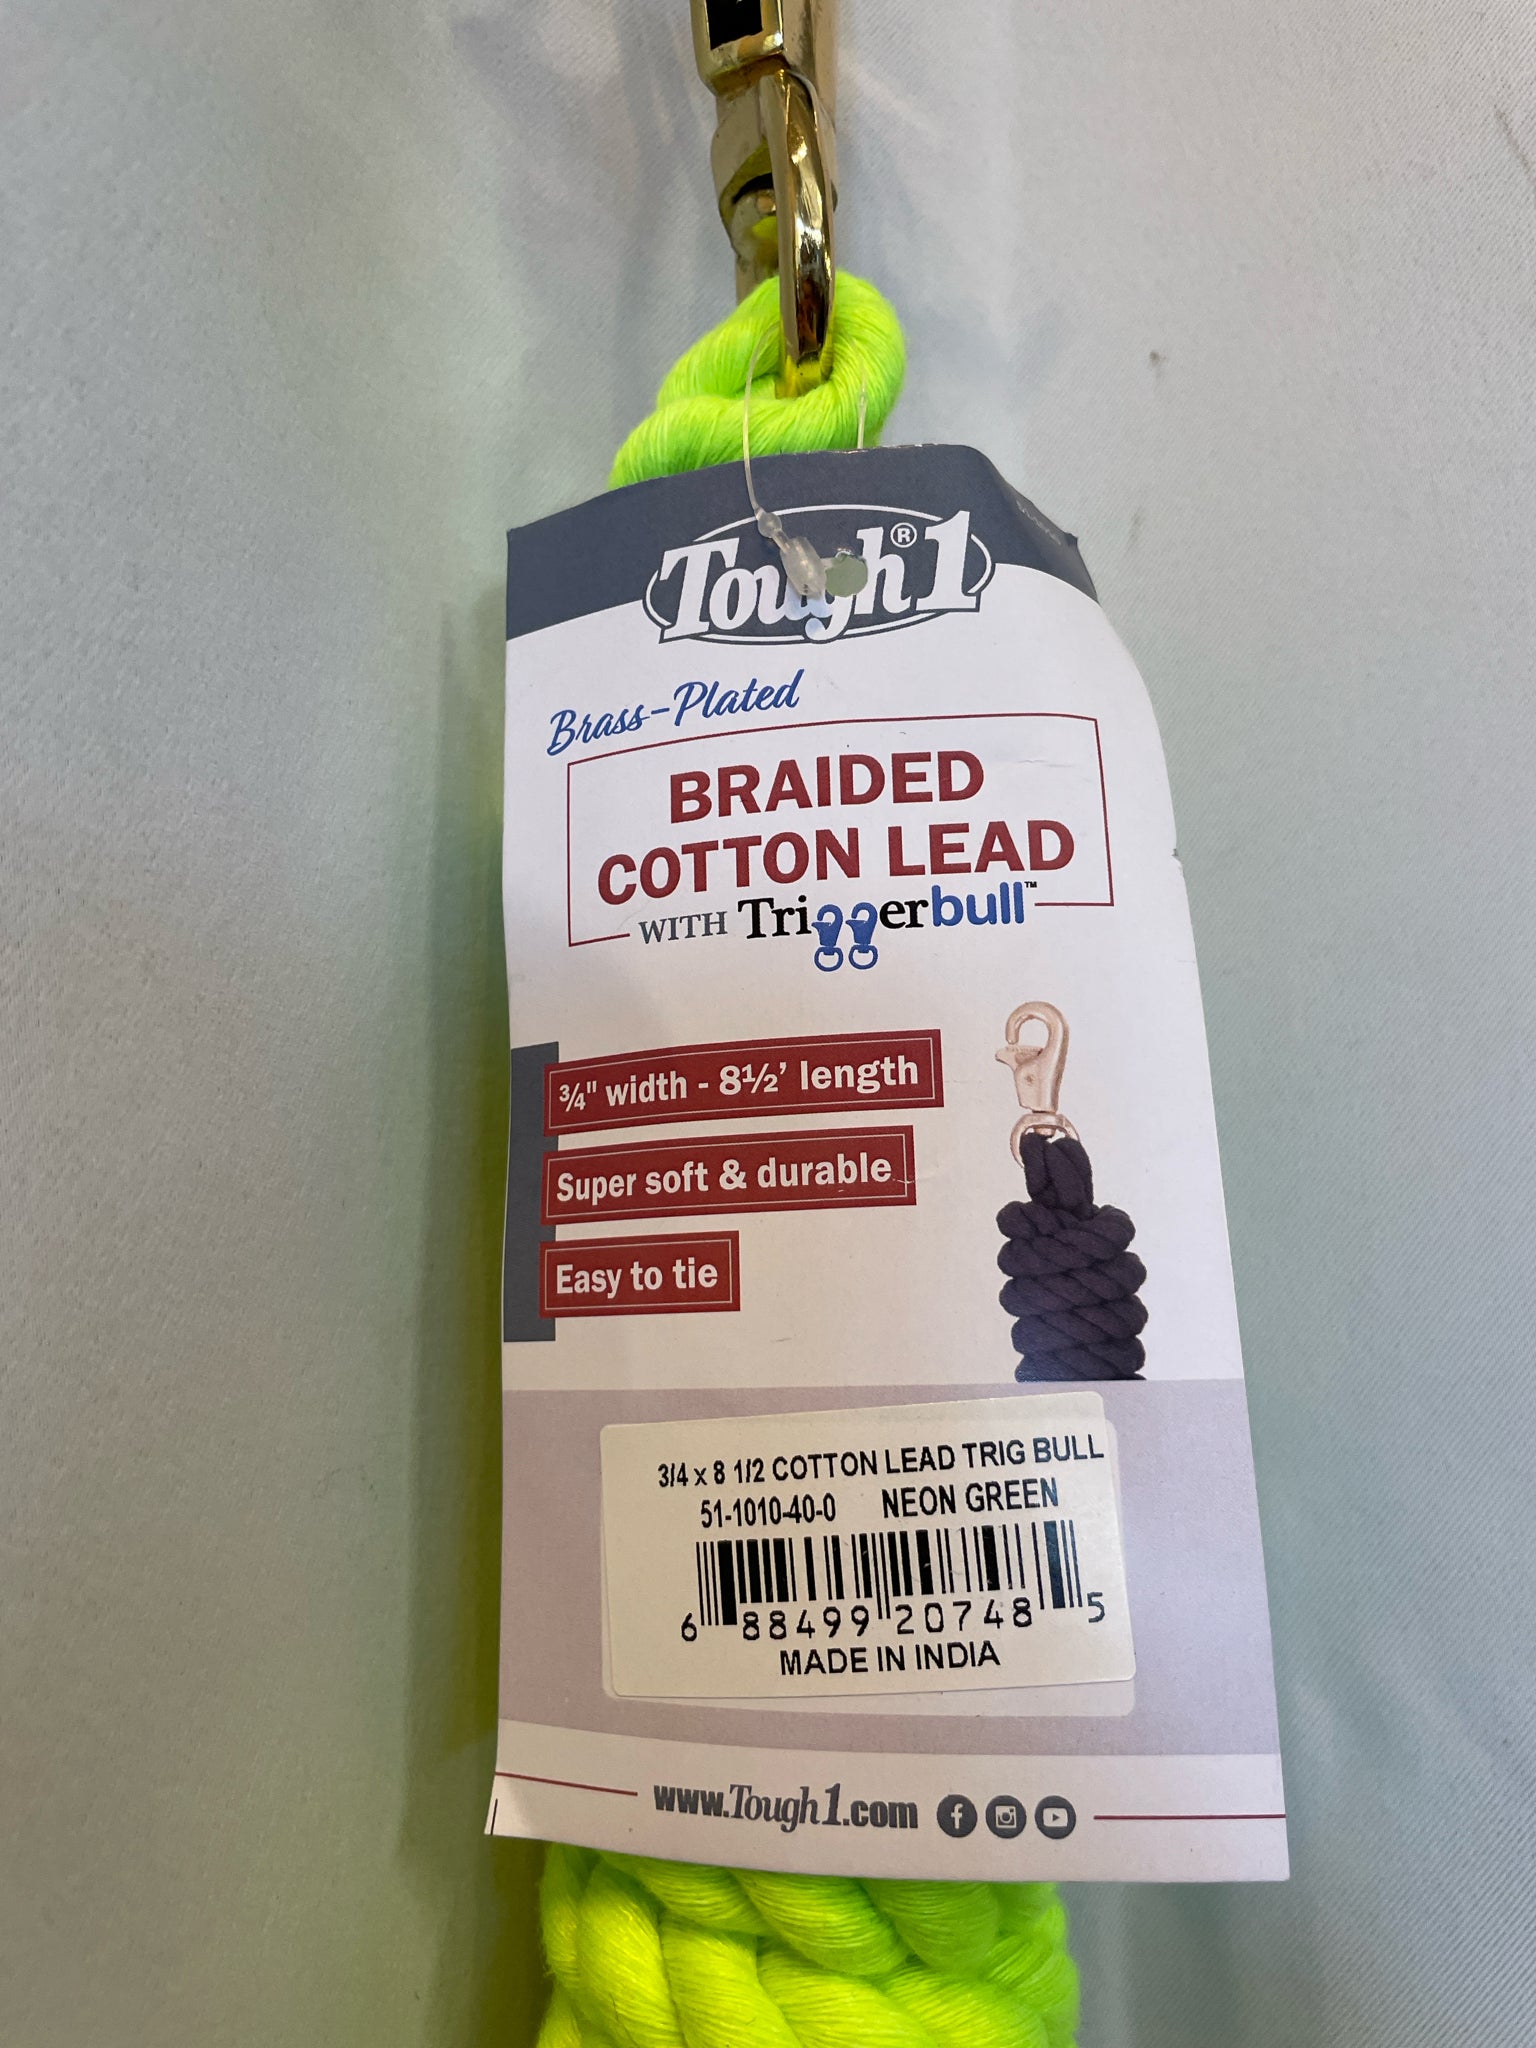 Tough1®
Brass-Plated
BRAIDED
COTTON LEAD
WITH Triggerbull™
¾" width - 8½' length
Super soft & durable
Easy to tie
3/4 x 8 1/2 COTTON LEAD TRIG BULL
51-1010-40-0 NEON GREEN
6 88499 20748 5
MADE IN INDIA
www.Tough1.com